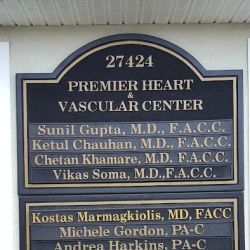 27424
PREMIER HEART
&
VASCULAR CENTER
Sunil Gupta, M.D., F.A.C.C.
Ketul Chauhan, M.D., F.A.C.C.
Chetan Khamare, M.D., F.A.C.C.
Vikas Soma, M.D.,F.A.C.C.
Kostas Marmagkiolis, MD, FACC
Michele Gordon, PA-C
Andrea Harkins, PA-C